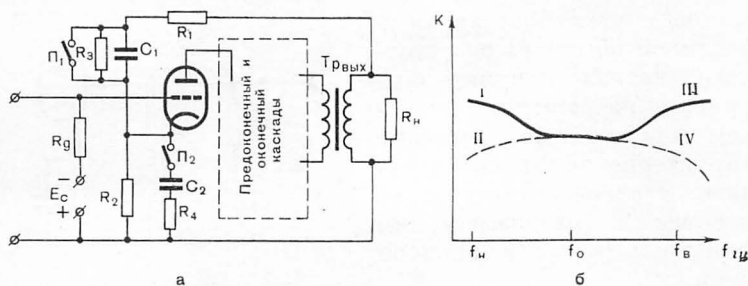 R₁
П₁
R₃
C₁
Трвых
Rн
Rg
П₂
C₂
R₂
R₄
Eс
−
+
Предоконечный и
оконечный
каскады
а
K
I
II
III
IV
fн
f₀
fв
f гц
б